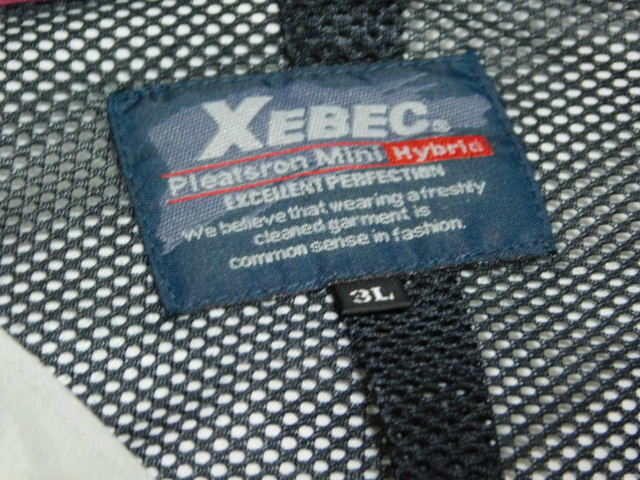 XEBEC®
Pleatsron Mini Hybrid
EXCELLENT PERFECTION
We believe that wearing a freshly
cleaned garment is
common sense in fashion.
3L